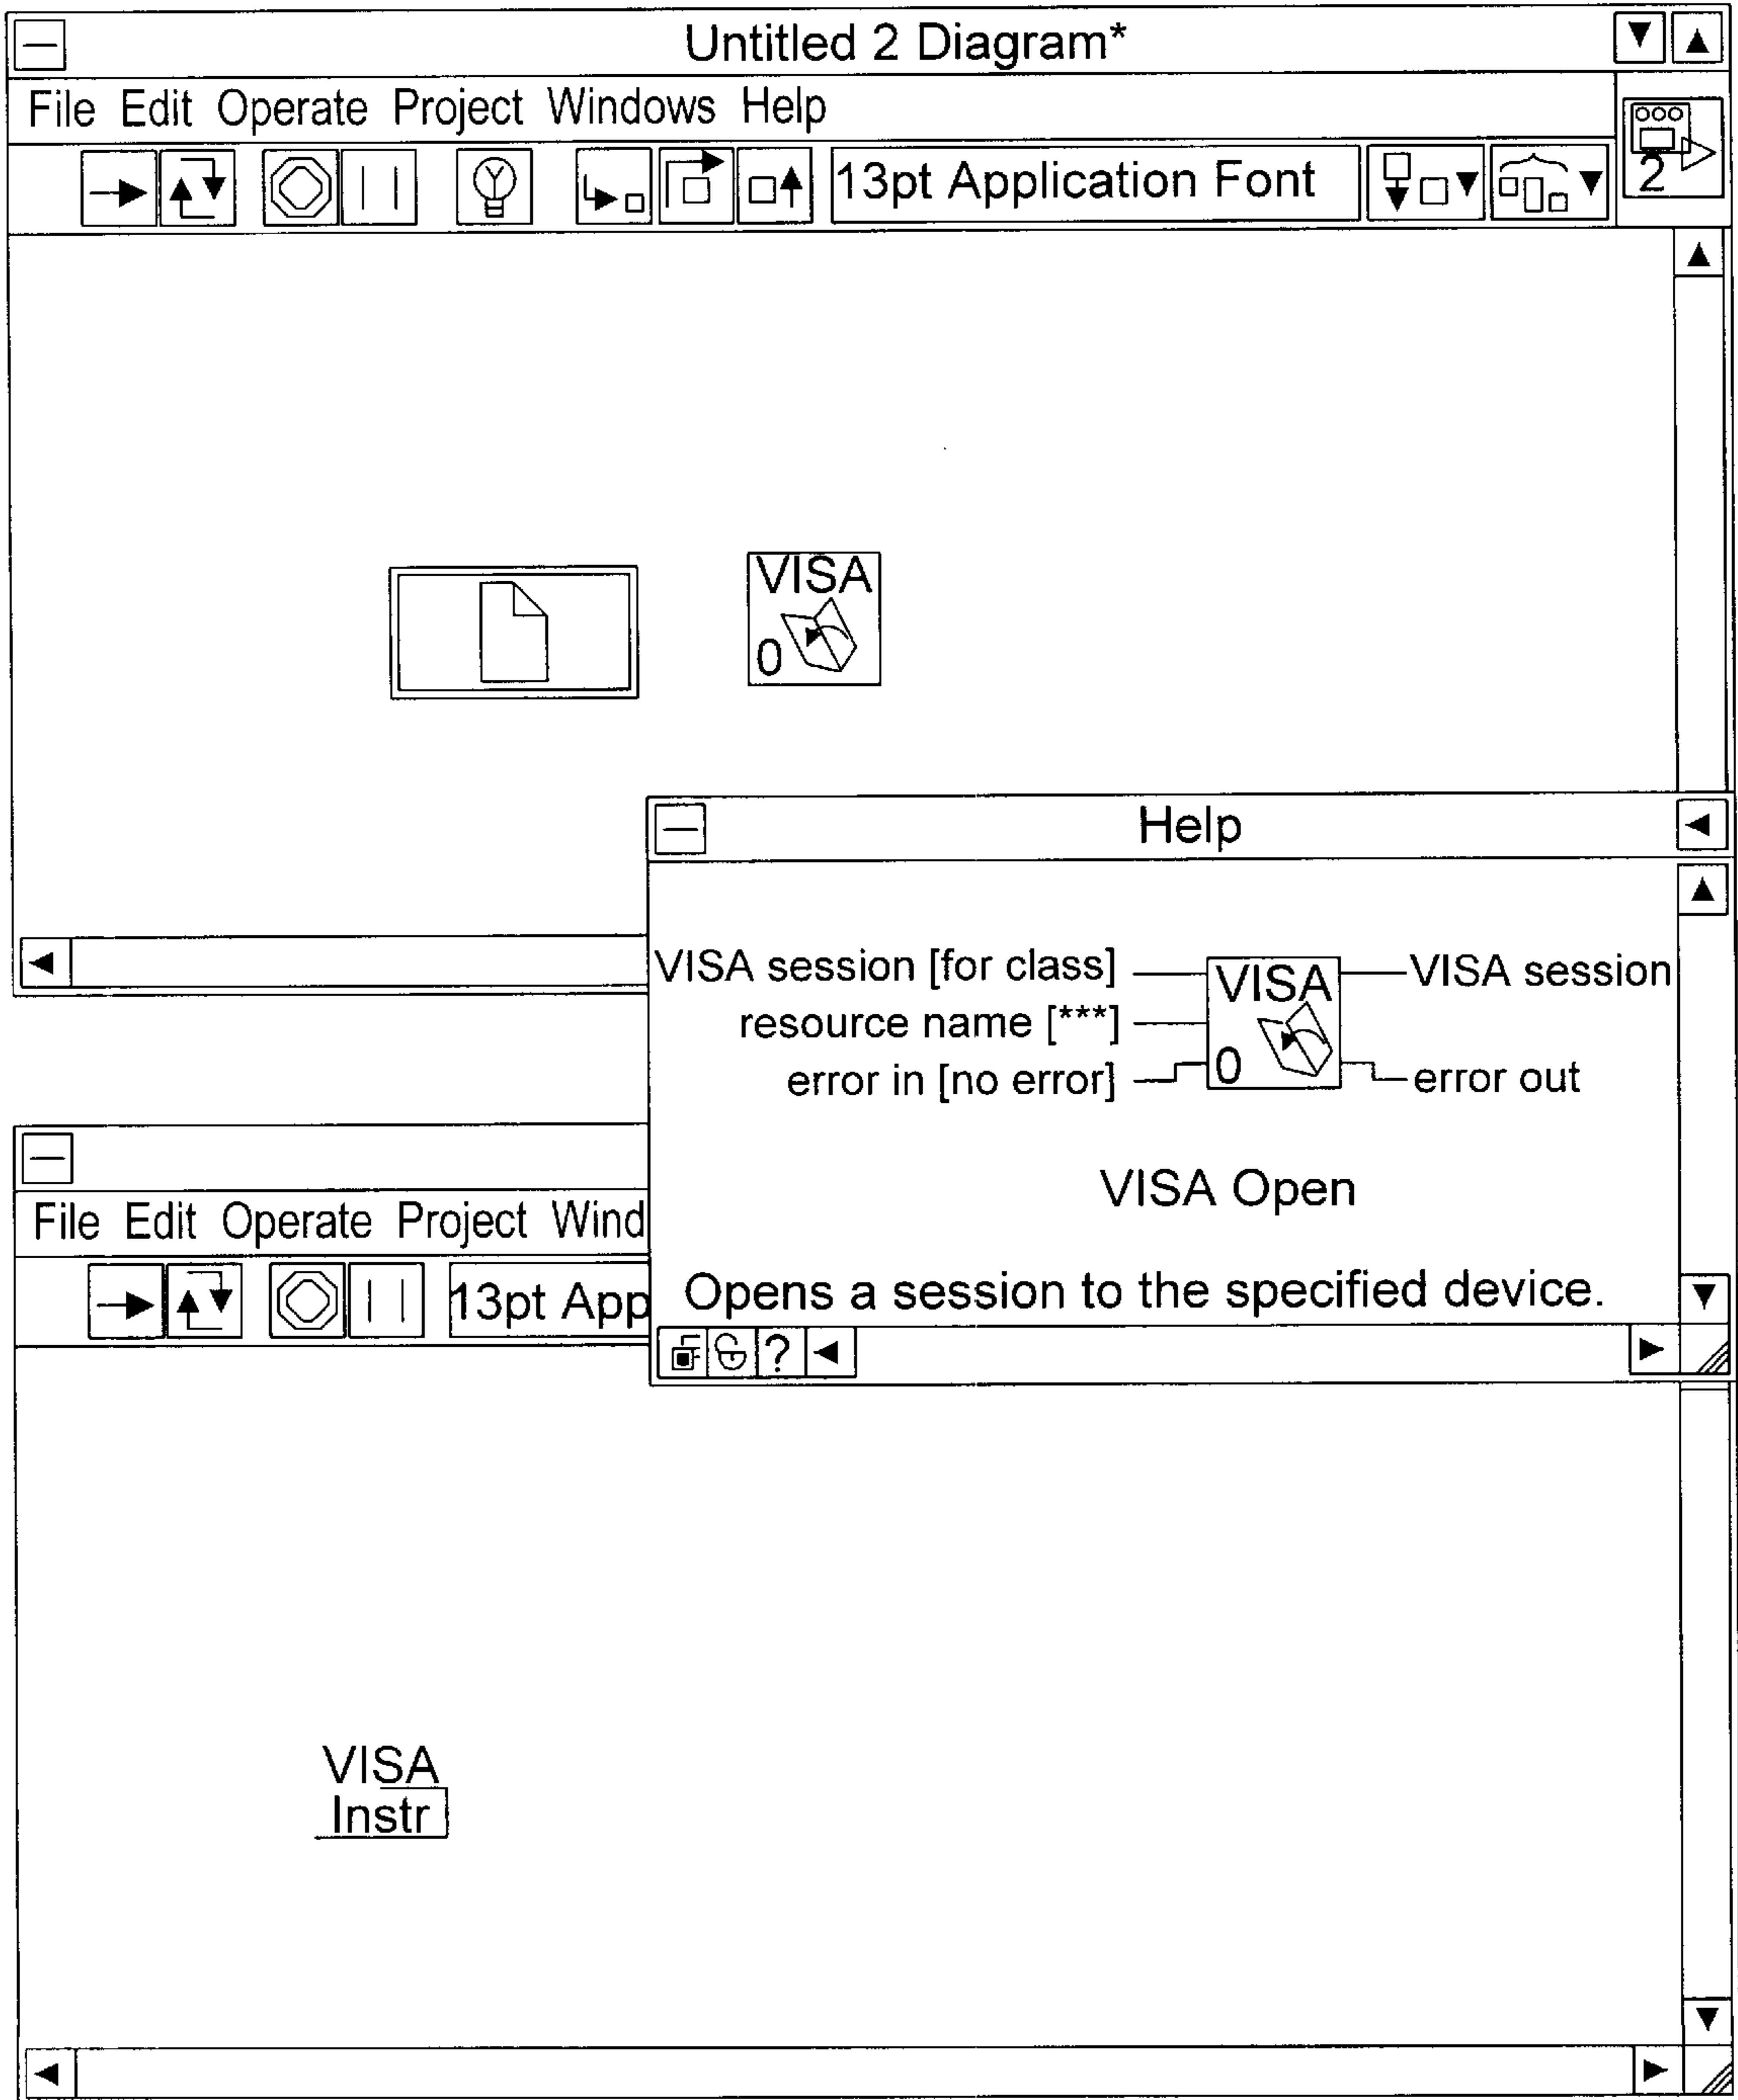 Untitled 2 Diagram*
File Edit Operate Project Windows Help
13pt Application Font
2
VISA
0
Help
VISA session [for class]
VISA
VISA session
resource name [***]
error in [no error]
0
error out
VISA Open
Opens a session to the specified device.
?
File Edit Operate Project Wind
13pt App
VISA
Instr